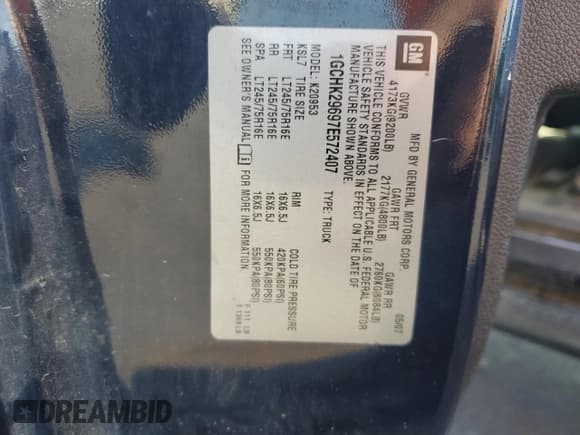 GM
MFD BY GENERAL MOTORS CORP.
05/07
GVWR GAWR FRT GAWR RR
4173KG(9200LB) 2177KG(4800LB) 2760KG(6084LB)
THIS VEHICLE CONFORMS TO ALL APPLICABLE U.S. FEDERAL MOTOR
VEHICLE SAFETY STANDARDS IN EFFECT ON THE DATE OF
MANUFACTURE SHOWN ABOVE.
1GCHK29697E572407 TYPE: TRUCK
MODEL: K20953
KSL7 TIRE SIZE RIM COLD TIRE PRESSURE
FRT LT245/75R16E 16X6.5J 420KPA(60PSI)
RR LT245/75R16E 16X6.5J 550KPA(80PSI)
SPA LT245/75R16E 16X6.5J 550KPA(80PSI)
SEE OWNER'S MANUAL FOR MORE INFORMATION.
DREAMBID